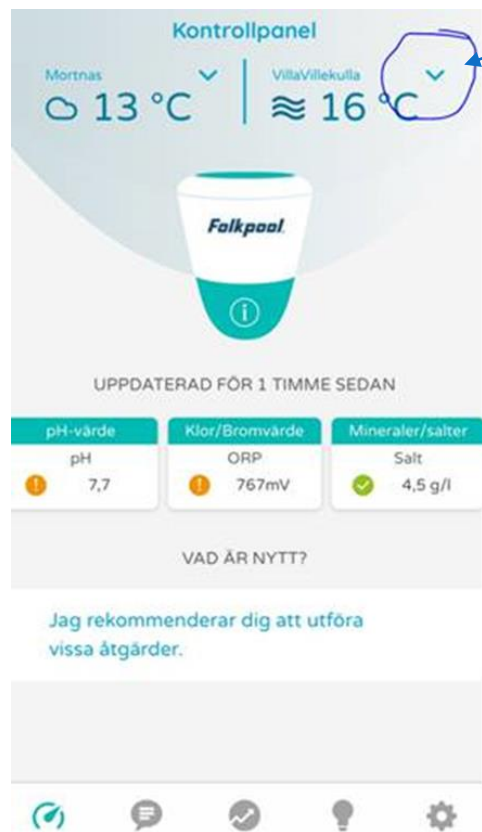 Kontrollpanel
Mortnas
13 °C
VillaVillekulla
16 °C
Folkpool
i
UPPDATERAD FÖR 1 TIMME SEDAN
pH-värde
pH
! 7,7
Klor/Bromvärde
ORP
! 767mV
Mineraler/salter
Salt
4,5 g/l
VAD ÄR NYTT?
Jag rekommenderar dig att utföra
vissa åtgärder.